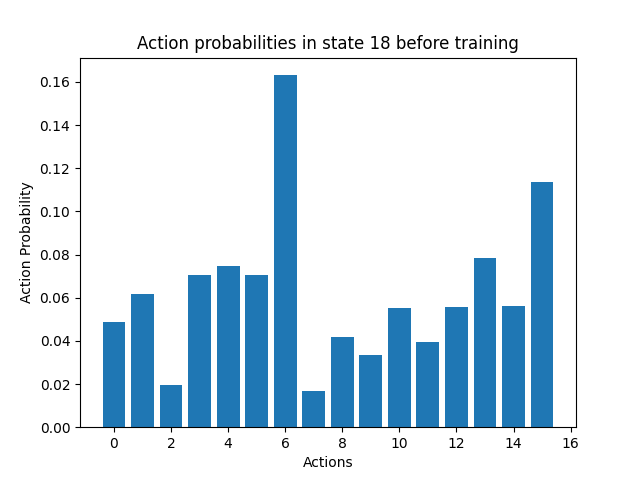 Action probabilities in state 18 before training
0.16
0.14
0.12
0.10
0.08
0.06
0.04
0.02
0.00
Action Probability
0 2 4 6 8 10 12 14 16
Actions